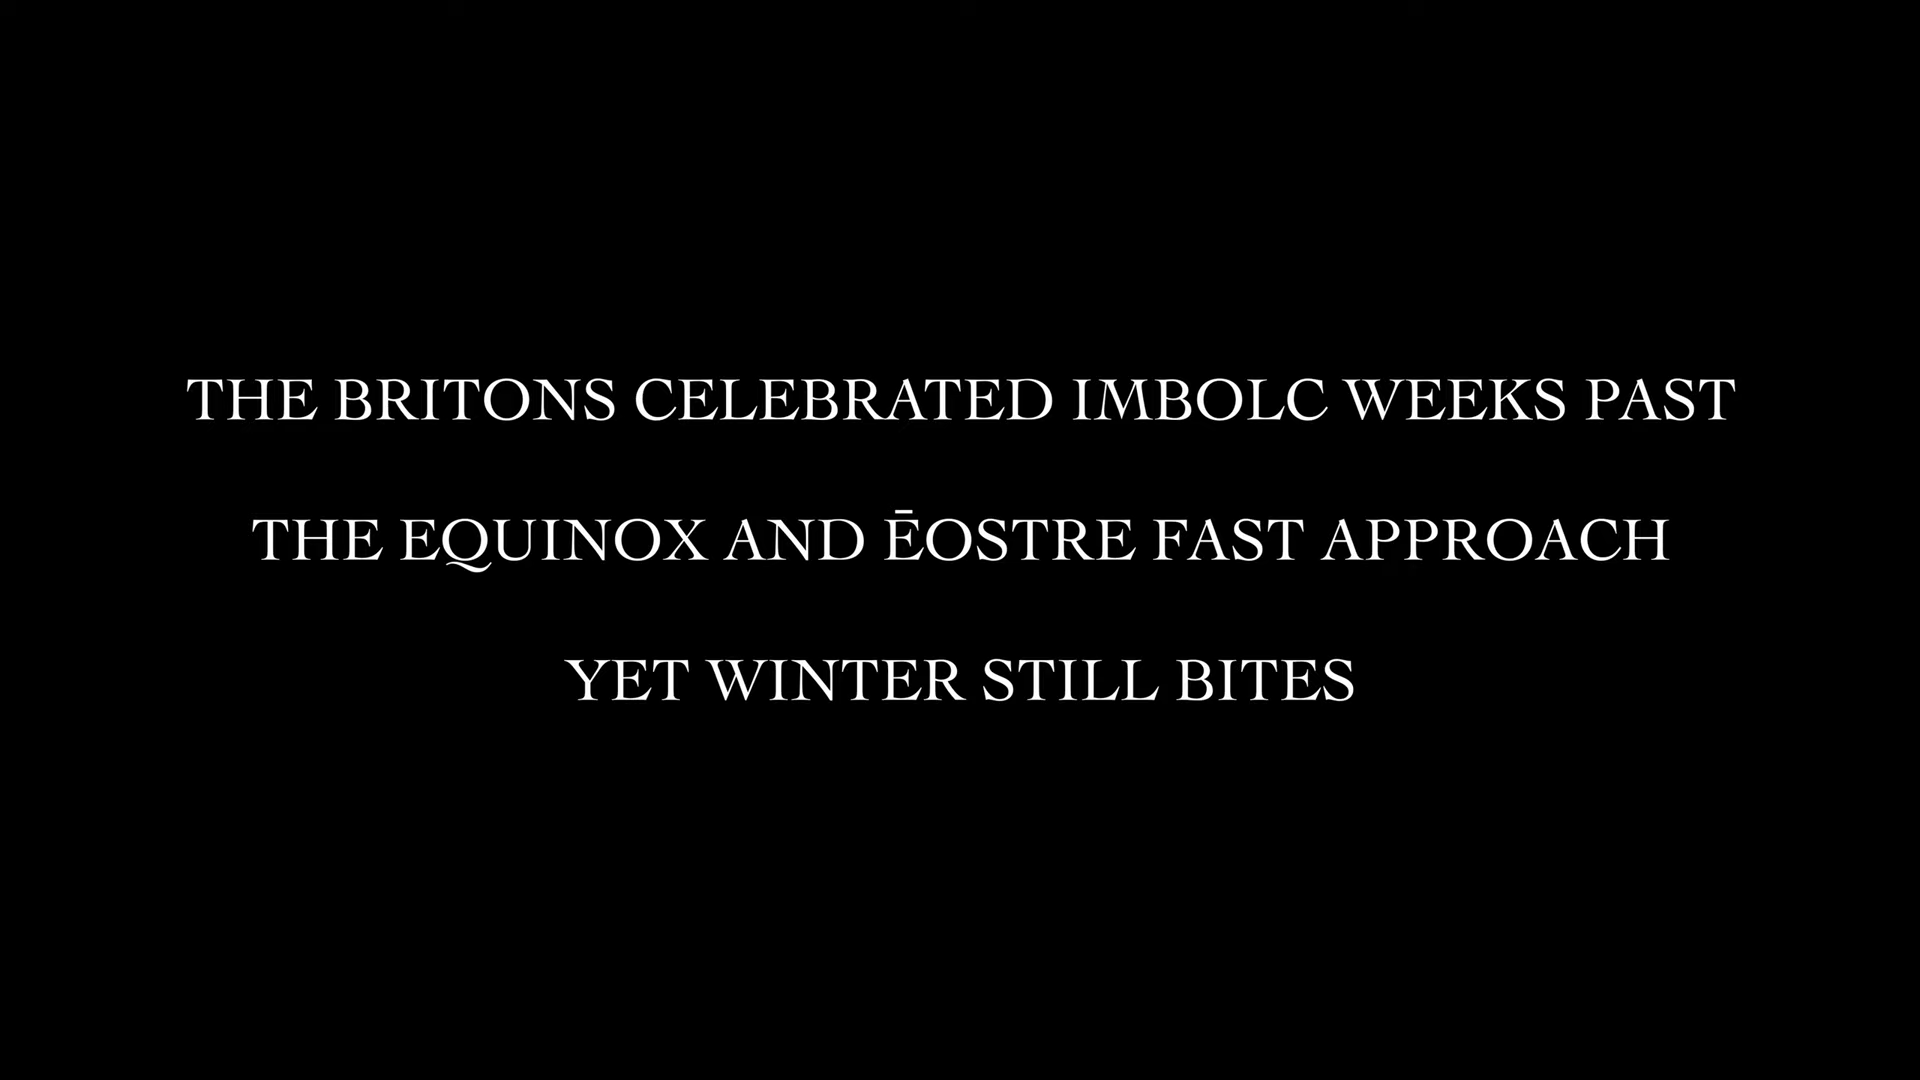 THE BRITONS CELEBRATED IMBOLC WEEKS PAST
THE EQUINOX AND ĒOSTRE FAST APPROACH
YET WINTER STILL BITES